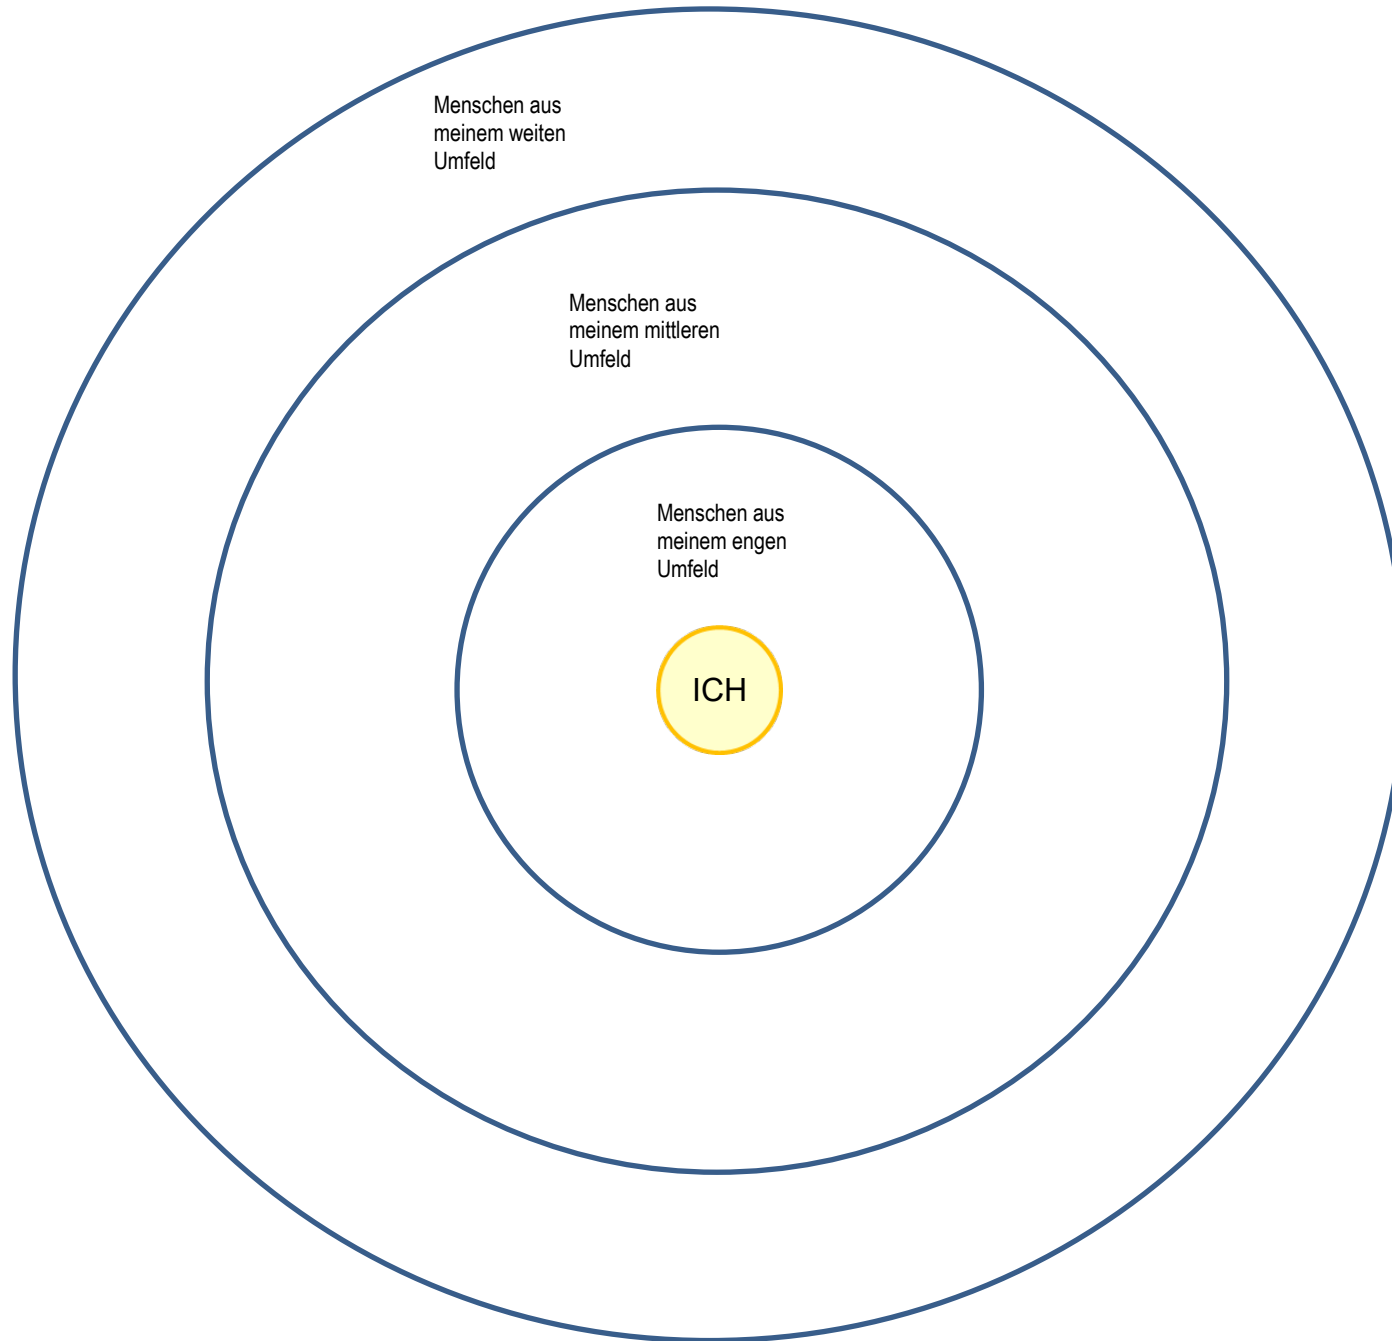 Menschen aus
meinem weiten
Umfeld
Menschen aus
meinem mittleren
Umfeld
Menschen aus
meinem engen
Umfeld
ICH